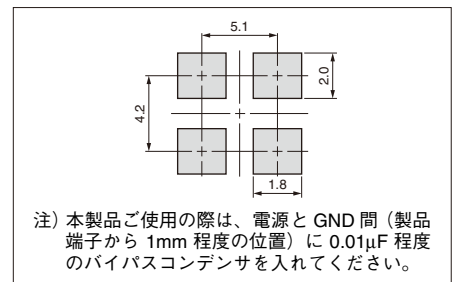 5.1
2.0
4.2
1.8
注) 本製品ご使用の際は、電源と GND 間（製品
端子から 1mm 程度の位置）に 0.01µF 程度
のバイパスコンデンサを入れてください。